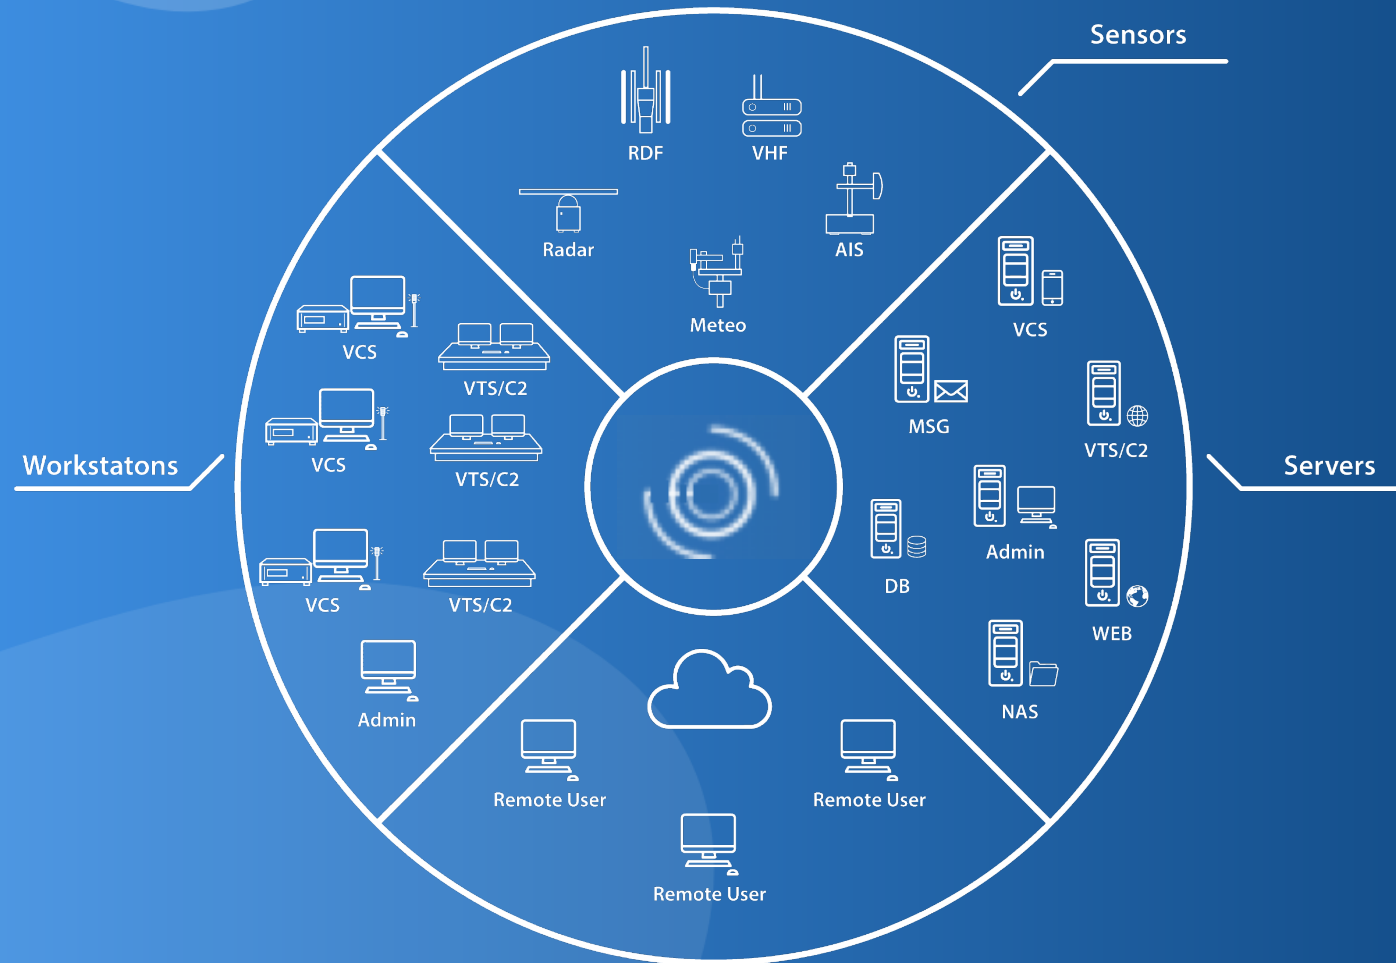 Sensors
RDF
VHF
Radar
AIS
Meteo
VCS
VTS/C2
VCS
VTS/C2
VCS
VTS/C2
Admin
Workstatons
VCS
MSG
VTS/C2
Admin
DB
WEB
NAS
Servers
Remote User
Remote User
Remote User